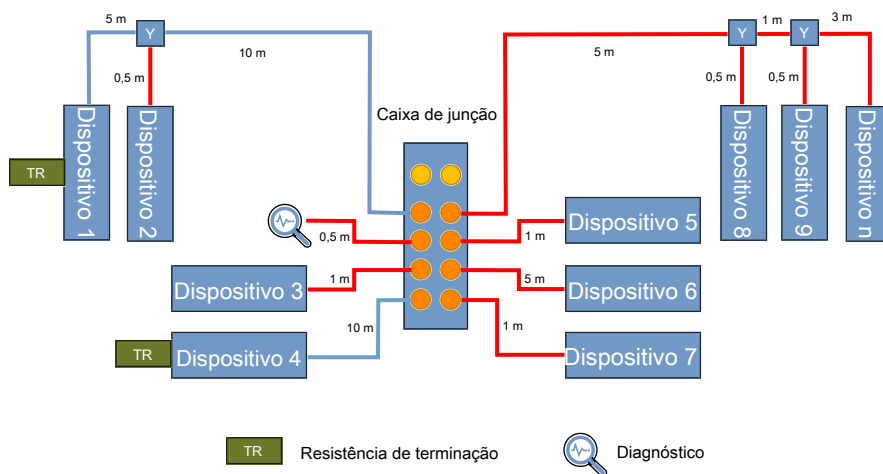 5 m
Y
10 m
0,5 m
Dispositivo 1
TR
Dispositivo 2
Caixa de junção
5 m
Y
1 m
Y
3 m
0,5 m
0,5 m
Dispositivo 8
Dispositivo 9
Dispositivo n
0,5 m
1 m
Dispositivo 5
Dispositivo 3
1 m
5 m
Dispositivo 6
TR
Dispositivo 4
10 m
1 m
Dispositivo 7
TR
Resistência de terminação
Diagnóstico